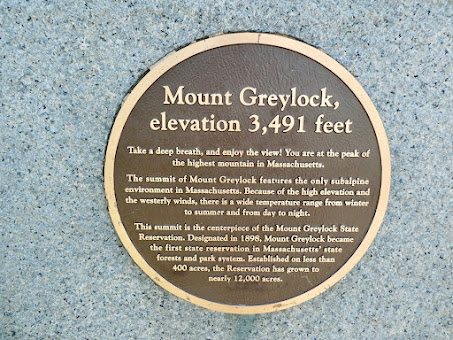 Mount Greylock,
elevation 3,491 feet
Take a deep breath, and enjoy the view! You are at the peak of
the highest mountain in Massachusetts.
The summit of Mount Greylock features the only subalpine
environment in Massachusetts. Because of the high elevation and
the westerly winds, there is a wide temperature range from winter
to summer and from day to night.
This summit is the centerpiece of the Mount Greylock State
Reservation. Designated in 1898, Mount Greylock became
the first state reservation in Massachusetts' state
forests and park system. Established on less than
400 acres, the Reservation has grown to
nearly 12,000 acres.